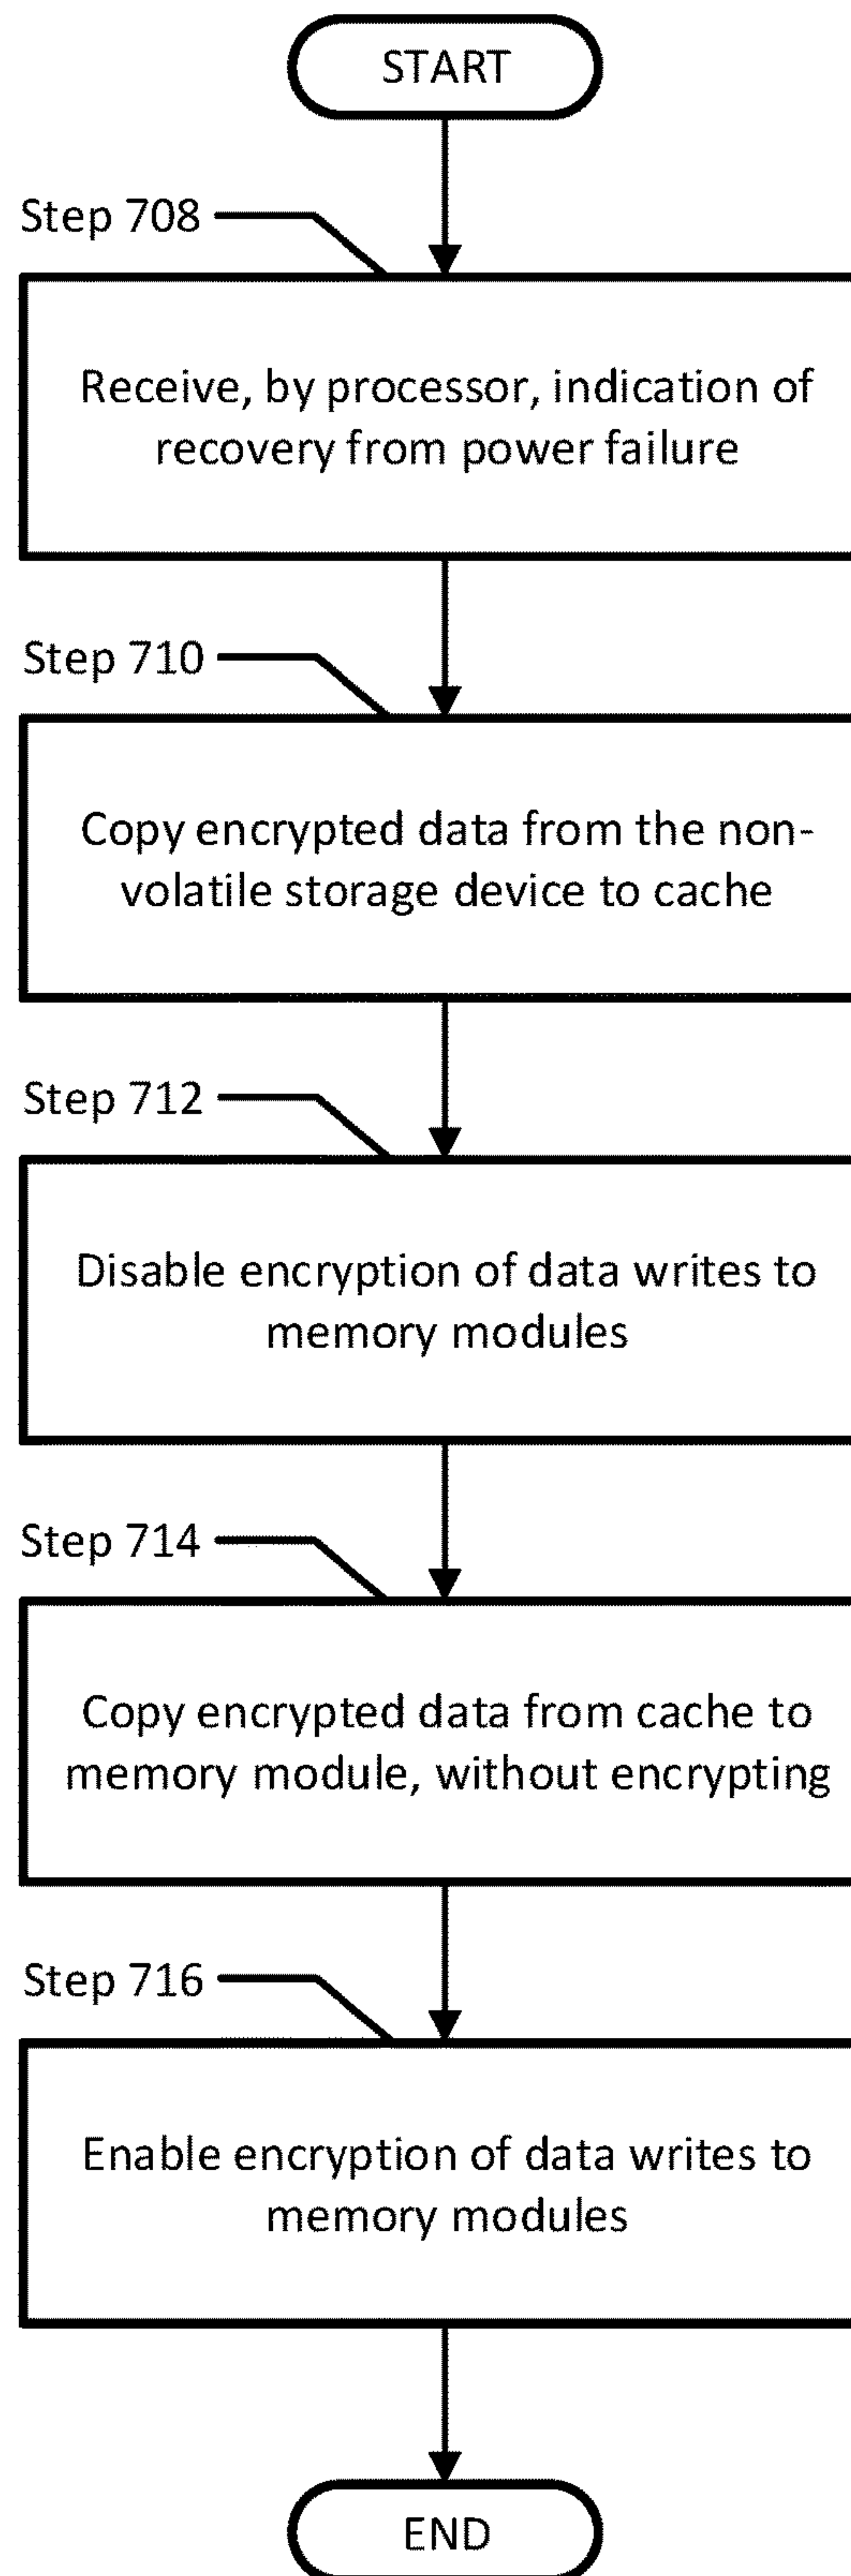 START
Step 708
Receive, by processor, indication of
recovery from power failure
Step 710
Copy encrypted data from the non-
volatile storage device to cache
Step 712
Disable encryption of data writes to
memory modules
Step 714
Copy encrypted data from cache to
memory module, without encrypting
Step 716
Enable encryption of data writes to
memory modules
END